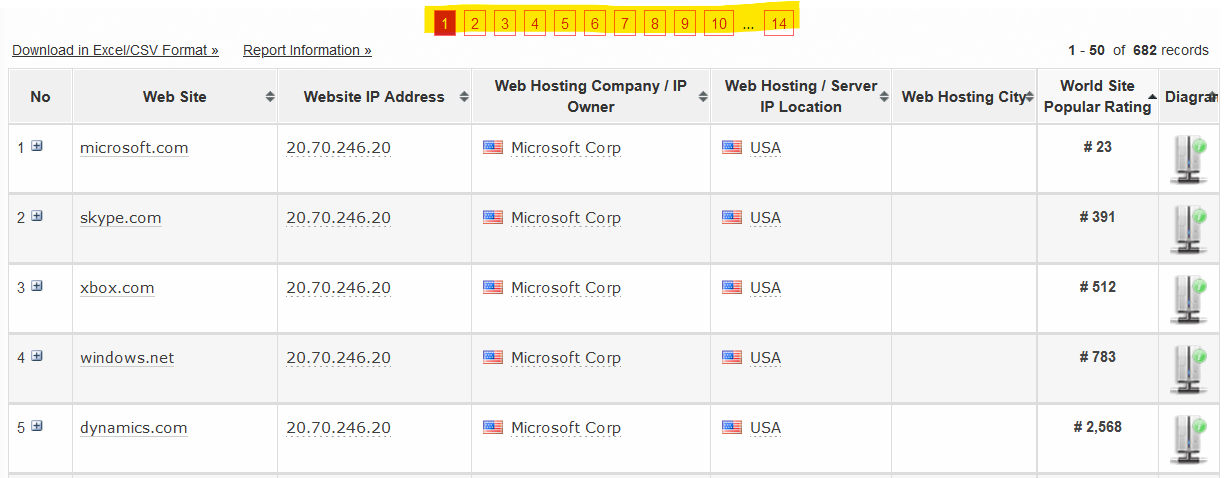 1 2 3 4 5 6 7 8 9 10 ... 14
Download in Excel/CSV Format » Report Information » 1 - 50 of 682 records
No Web Site Website IP Address Web Hosting Company / IP Owner Web Hosting / Server IP Location Web Hosting City World Site Popular Rating Diagram
1 microsoft.com 20.70.246.20 Microsoft Corp USA # 23
2 skype.com 20.70.246.20 Microsoft Corp USA # 391
3 xbox.com 20.70.246.20 Microsoft Corp USA # 512
4 windows.net 20.70.246.20 Microsoft Corp USA # 783
5 dynamics.com 20.70.246.20 Microsoft Corp USA # 2,568